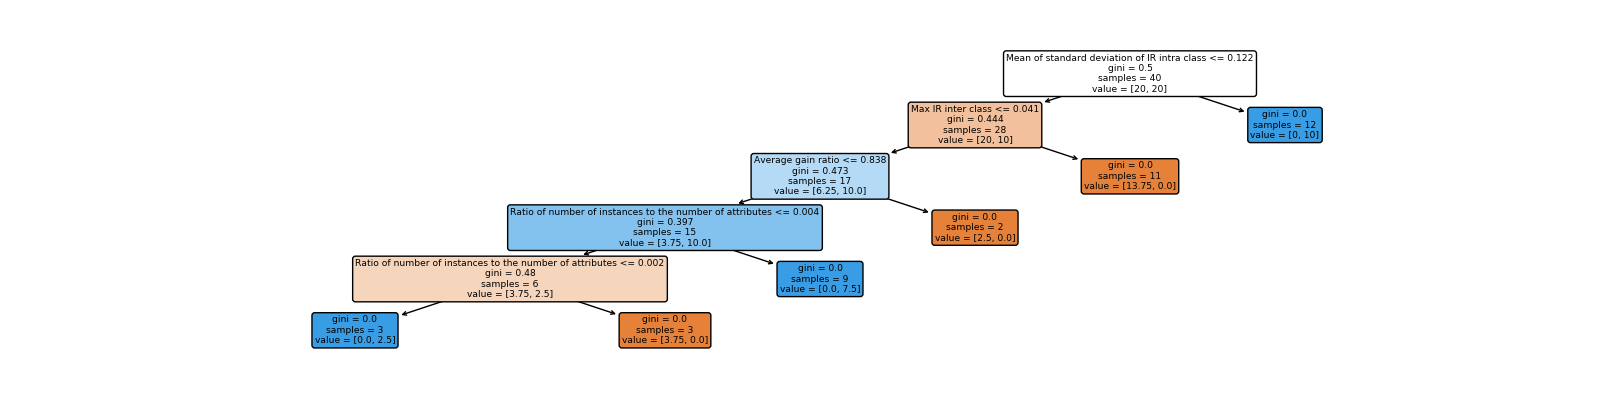 Mean of standard deviation of IR intra class <= 0.122
gini = 0.5
samples = 40
value = [20, 20]
Max IR inter class <= 0.041
gini = 0.444
samples = 28
value = [20, 10]
gini = 0.0
samples = 12
value = [0, 10]
Average gain ratio <= 0.838
gini = 0.473
samples = 17
value = [6.25, 10.0]
gini = 0.0
samples = 11
value = [13.75, 0.0]
Ratio of number of instances to the number of attributes <= 0.004
gini = 0.397
samples = 15
value = [3.75, 10.0]
gini = 0.0
samples = 2
value = [2.5, 0.0]
Ratio of number of instances to the number of attributes <= 0.002
gini = 0.48
samples = 6
value = [3.75, 2.5]
gini = 0.0
samples = 9
value = [0.0, 7.5]
gini = 0.0
samples = 3
value = [0.0, 2.5]
gini = 0.0
samples = 3
value = [3.75, 0.0]